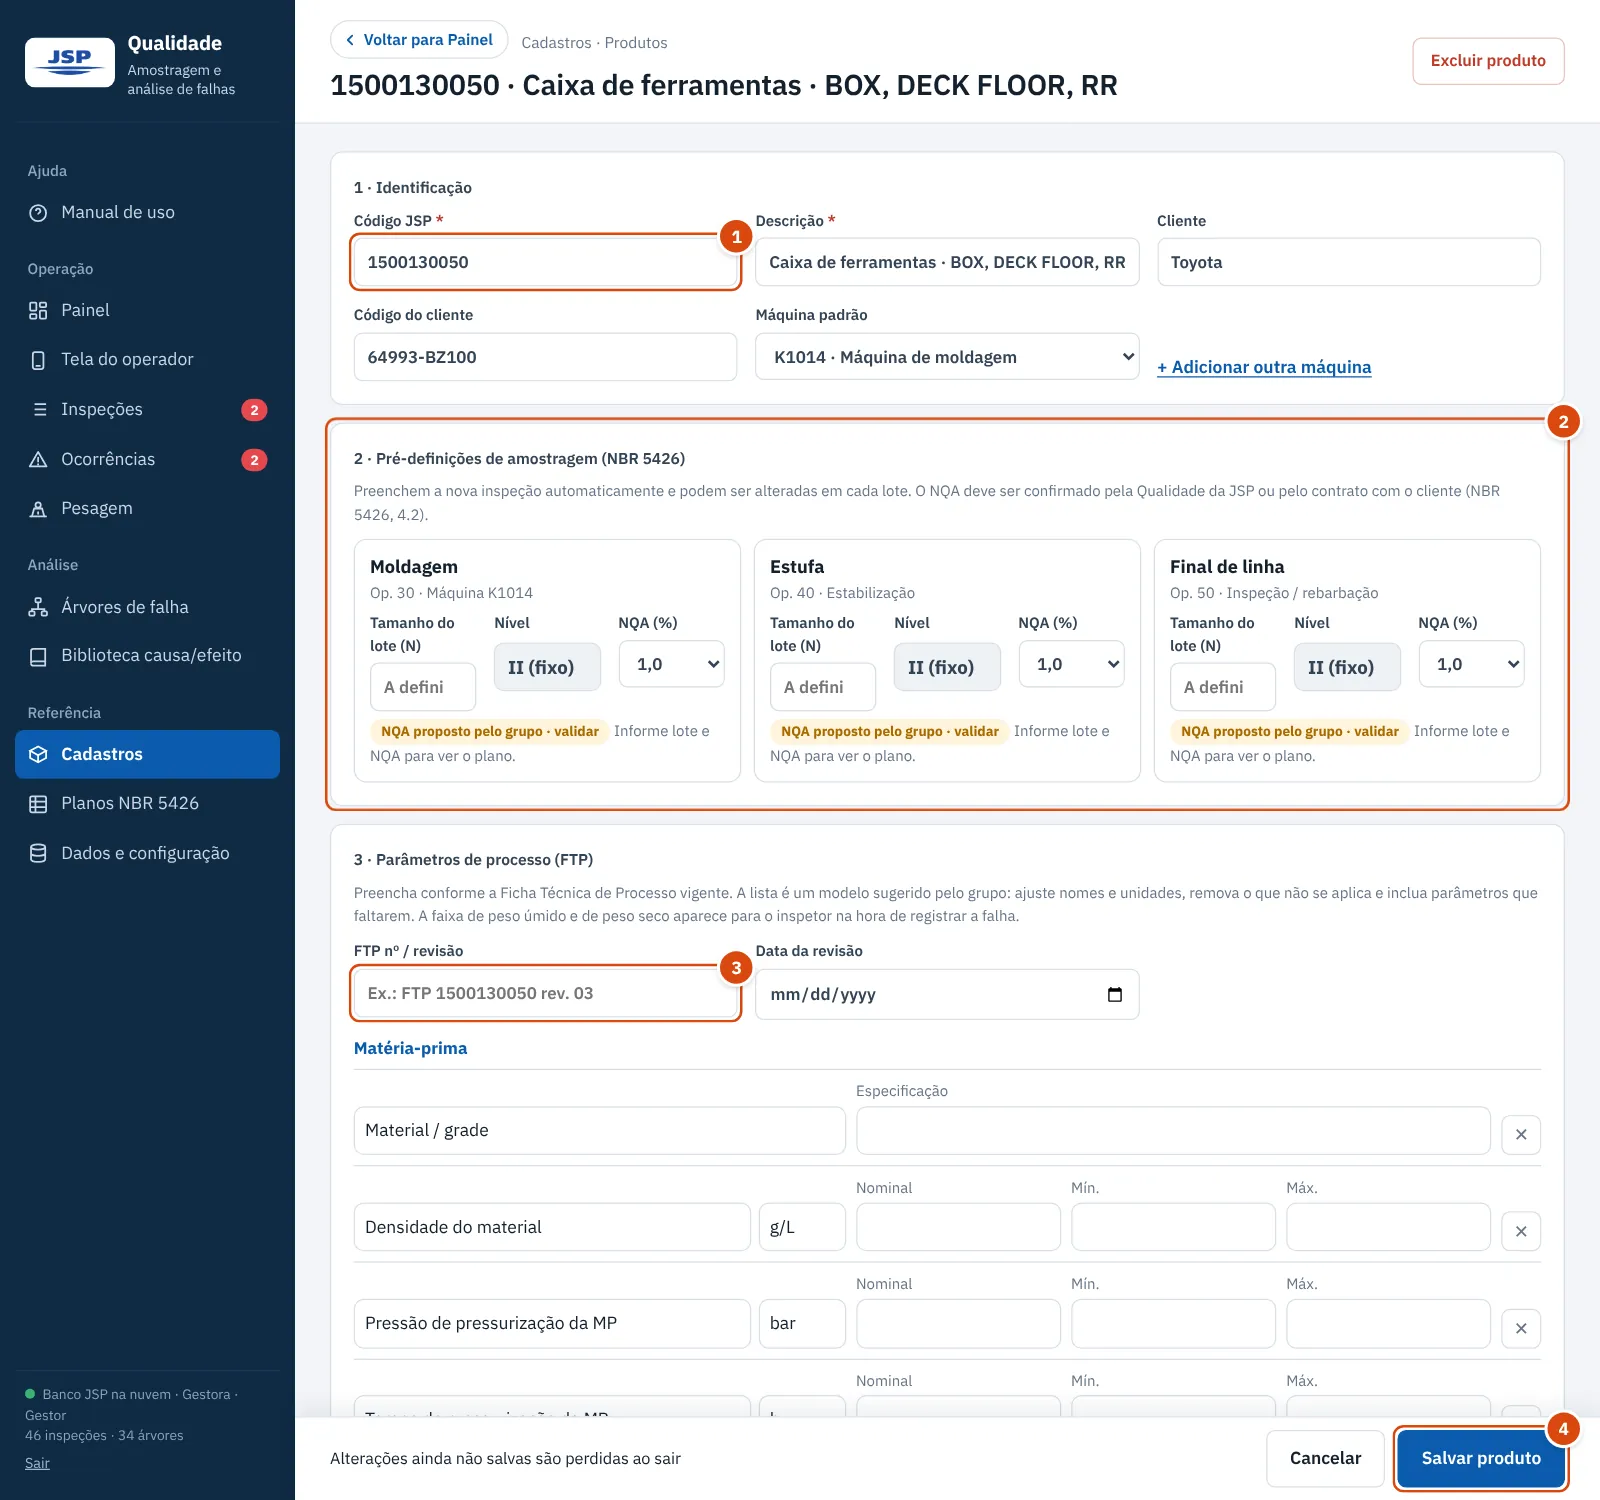 JSP
Qualidade
Amostragem e
análise de falhas
Ajuda
Manual de uso
Operação
Painel
Tela do operador
Inspeções 2
Ocorrências 2
Pesagem
Análise
Árvores de falha
Biblioteca causa/efeito
Referência
Cadastros
Planos NBR 5426
Dados e configuração
Banco JSP na nuvem · Gestora ·
Gestor
46 inspeções · 34 árvores
Sair
Voltar para Painel
Cadastros · Produtos
1500130050 · Caixa de ferramentas · BOX, DECK FLOOR, RR
Excluir produto
1 · Identificação
Código JSP *
1500130050
1
Descrição *
Caixa de ferramentas · BOX, DECK FLOOR, RR
Cliente
Toyota
Código do cliente
64993-BZ100
Máquina padrão
K1014 · Máquina de moldagem
+ Adicionar outra máquina
2
2 · Pré-definições de amostragem (NBR 5426)
Preenchem a nova inspeção automaticamente e podem ser alteradas em cada lote. O NQA deve ser confirmado pela Qualidade da JSP ou pelo contrato com o cliente (NBR
5426, 4.2).
Moldagem
Op. 30 · Máquina K1014
Tamanho do
lote (N)
A defini
Nível
II (fixo)
NQA (%)
1,0
NQA proposto pelo grupo · validar Informe lote e
NQA para ver o plano.
Estufa
Op. 40 · Estabilização
Tamanho do
lote (N)
A defini
Nível
II (fixo)
NQA (%)
1,0
NQA proposto pelo grupo · validar Informe lote e
NQA para ver o plano.
Final de linha
Op. 50 · Inspeção / rebarbação
Tamanho do
lote (N)
A defini
Nível
II (fixo)
NQA (%)
1,0
NQA proposto pelo grupo · validar Informe lote e
NQA para ver o plano.
3 · Parâmetros de processo (FTP)
Preencha conforme a Ficha Técnica de Processo vigente. A lista é um modelo sugerido pelo grupo: ajuste nomes e unidades, remova o que não se aplica e inclua parâmetros que
faltarem. A faixa de peso úmido e de peso seco aparece para o inspetor na hora de registrar a falha.
FTP nº / revisão
Ex.: FTP 1500130050 rev. 03
3
Data da revisão
mm/dd/yyyy
Matéria-prima
Especificação
Material / grade
Nominal Mín. Máx.
Densidade do material g/L
Nominal Mín. Máx.
Pressão de pressurização da MP bar
Nominal Mín. Máx.
Alterações ainda não salvas são perdidas ao sair
Cancelar
Salvar produto
4